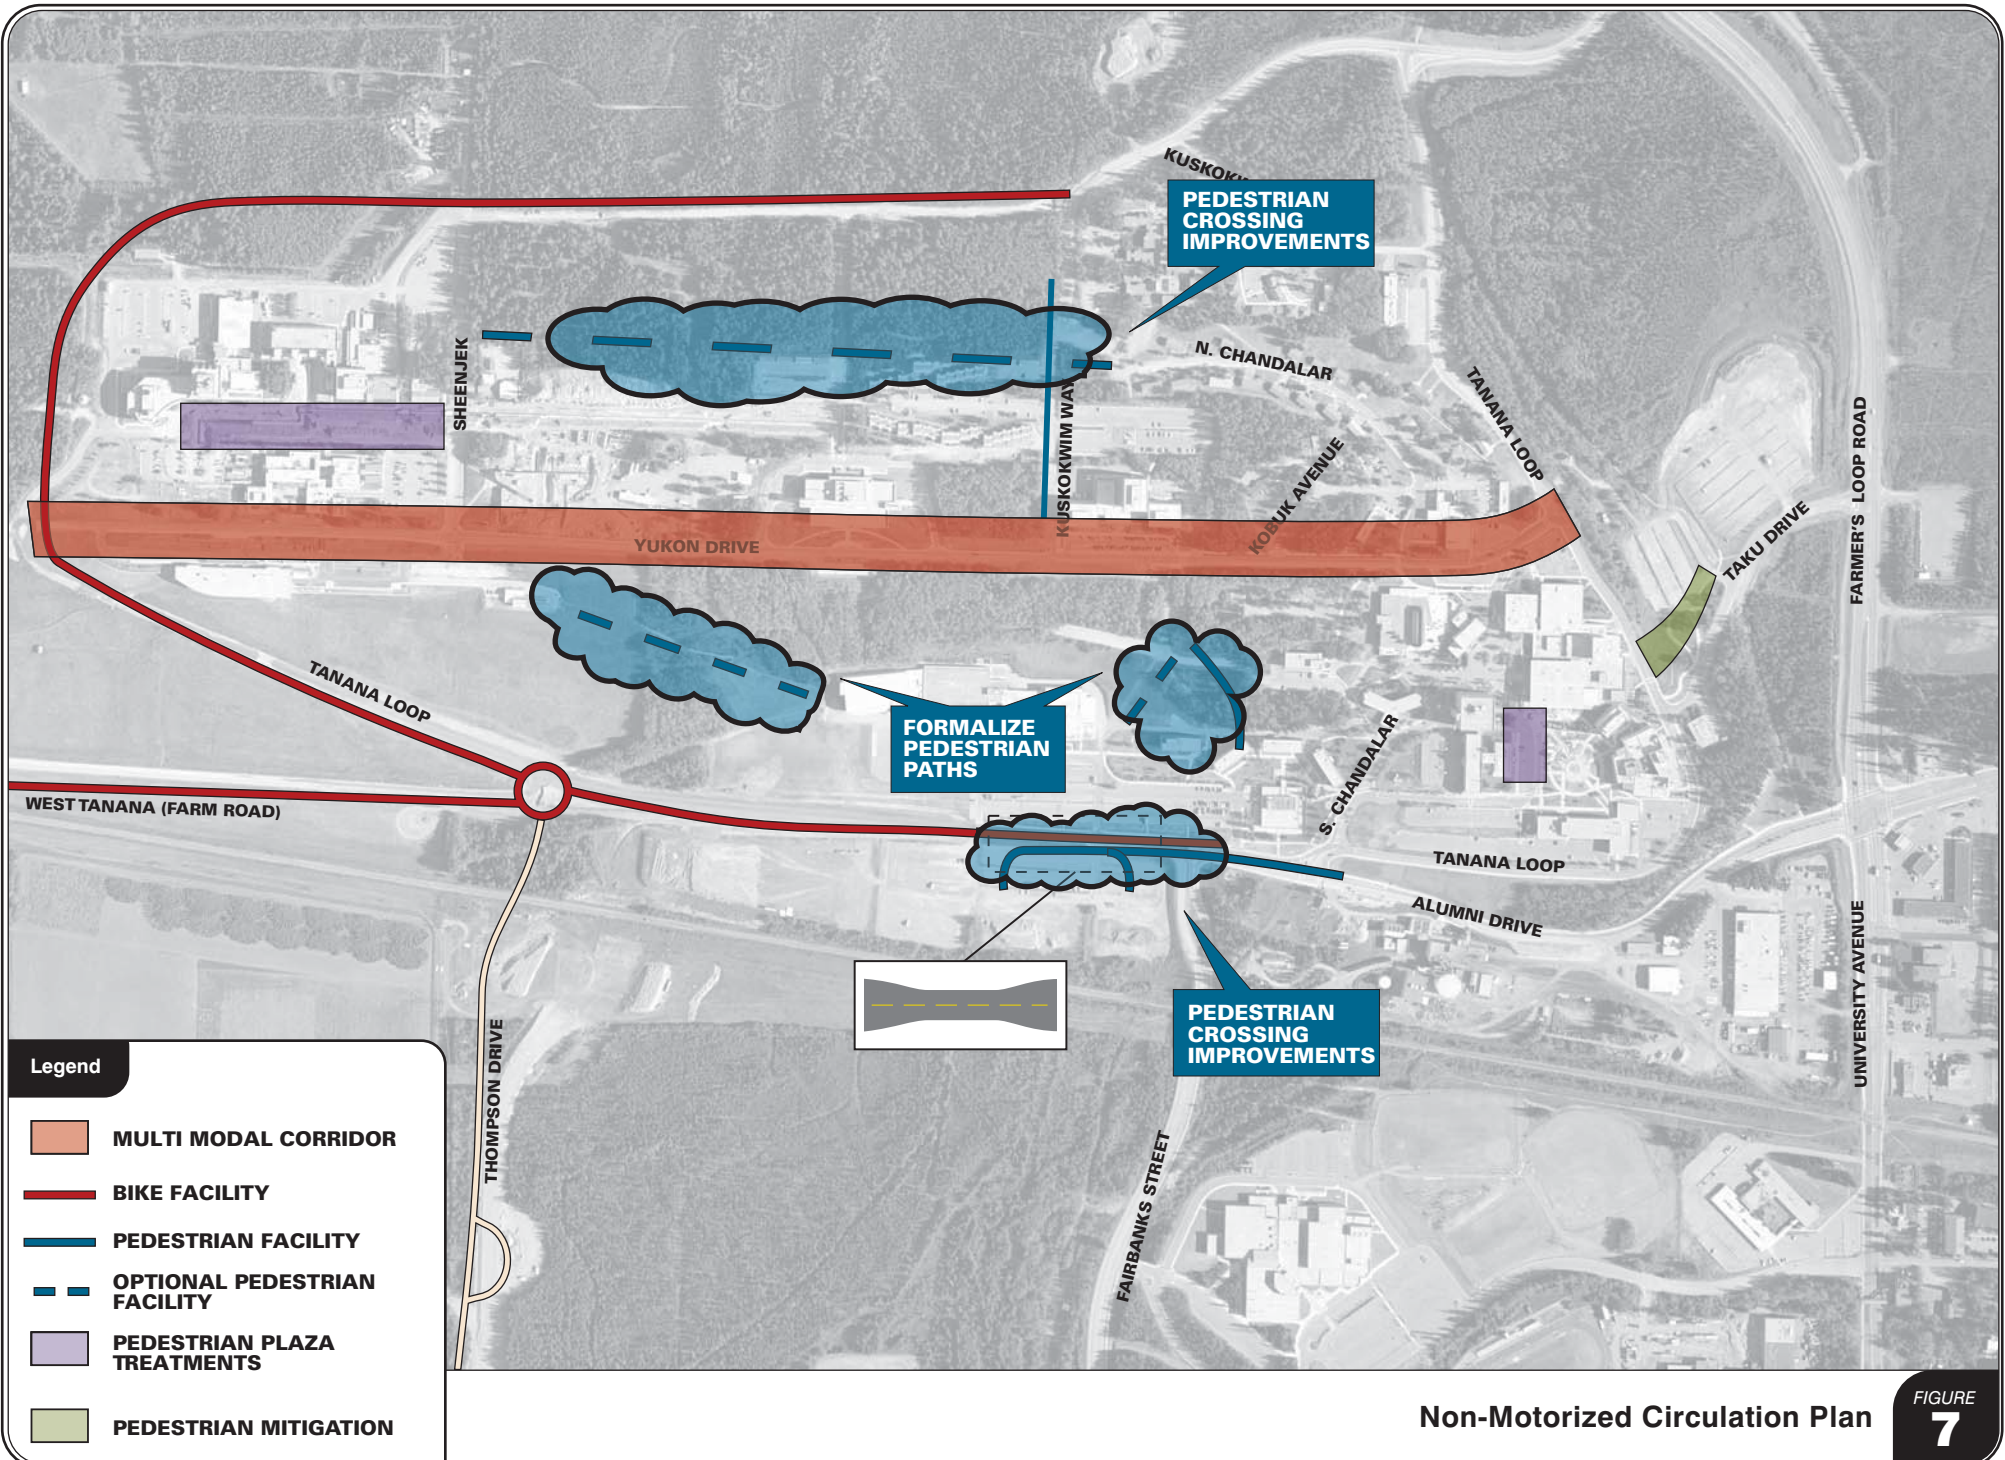 PEDESTRIAN
CROSSING
IMPROVEMENTS
N. CHANDALAR
SHEENJEK
TANANA LOOP
KUSKOKWIM WAY
KOBUK AVENUE
FARMER'S LOOP ROAD
TAKU DRIVE
YUKON DRIVE
TANANA LOOP
FORMALIZE
PEDESTRIAN
PATHS
S. CHANDALAR
WEST TANANA (FARM ROAD)
TANANA LOOP
ALUMNI DRIVE
UNIVERSITY AVENUE
PEDESTRIAN
CROSSING
IMPROVEMENTS
THOMPSON DRIVE
FAIRBANKS STREET
Legend
MULTI MODAL CORRIDOR
BIKE FACILITY
PEDESTRIAN FACILITY
OPTIONAL PEDESTRIAN
FACILITY
PEDESTRIAN PLAZA
TREATMENTS
PEDESTRIAN MITIGATION
Non-Motorized Circulation Plan
FIGURE
7